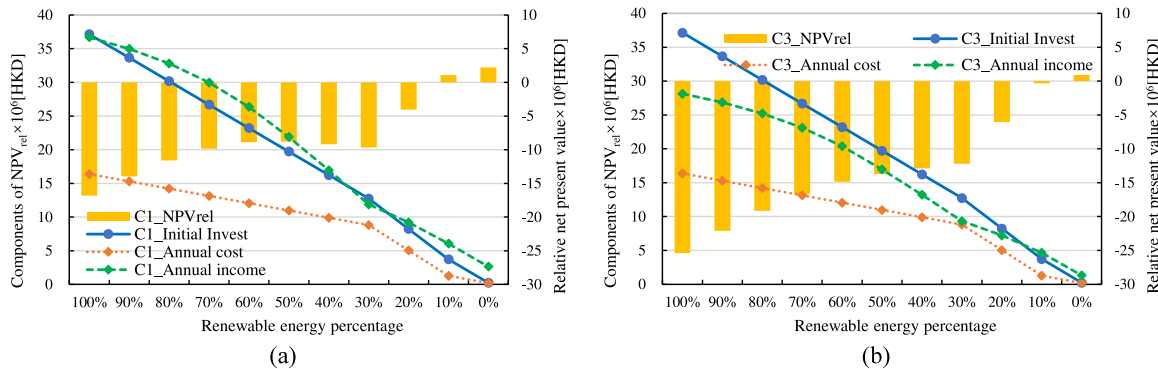 40
35
30
25
20
15
10
5
0
Components of NPVrel×10⁶[HKD]
10
5
0
-5
-10
-15
-20
-25
-30
Relative net present value×10⁶[HKD]
C1_NPVrel
C1_Initial Invest
C1_Annual cost
C1_Annual income
100% 90% 80% 70% 60% 50% 40% 30% 20% 10% 0%
Renewable energy percentage
(a)
40
35
30
25
20
15
10
5
0
Components of NPVrel×10⁶[HKD]
10
5
0
-5
-10
-15
-20
-25
-30
Relative net present value×10⁶[HKD]
C3_NPVrel C3_Initial Invest
C3_Annual cost C3_Annual income
100% 90% 80% 70% 60% 50% 40% 30% 20% 10% 0%
Renewable energy percentage
(b)